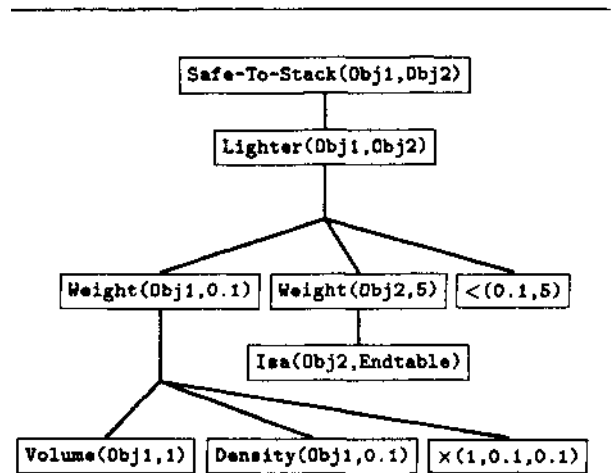 Safe-To-Stack(Obj1,Obj2)
Lighter(Obj1,Obj2)
Weight(Obj1,0.1) Weight(Obj2,5) <(0.1,5)
Isa(Obj2,Endtable)
Volume(Obj1,1) Density(Obj1,0.1) ×(1,0.1,0.1)